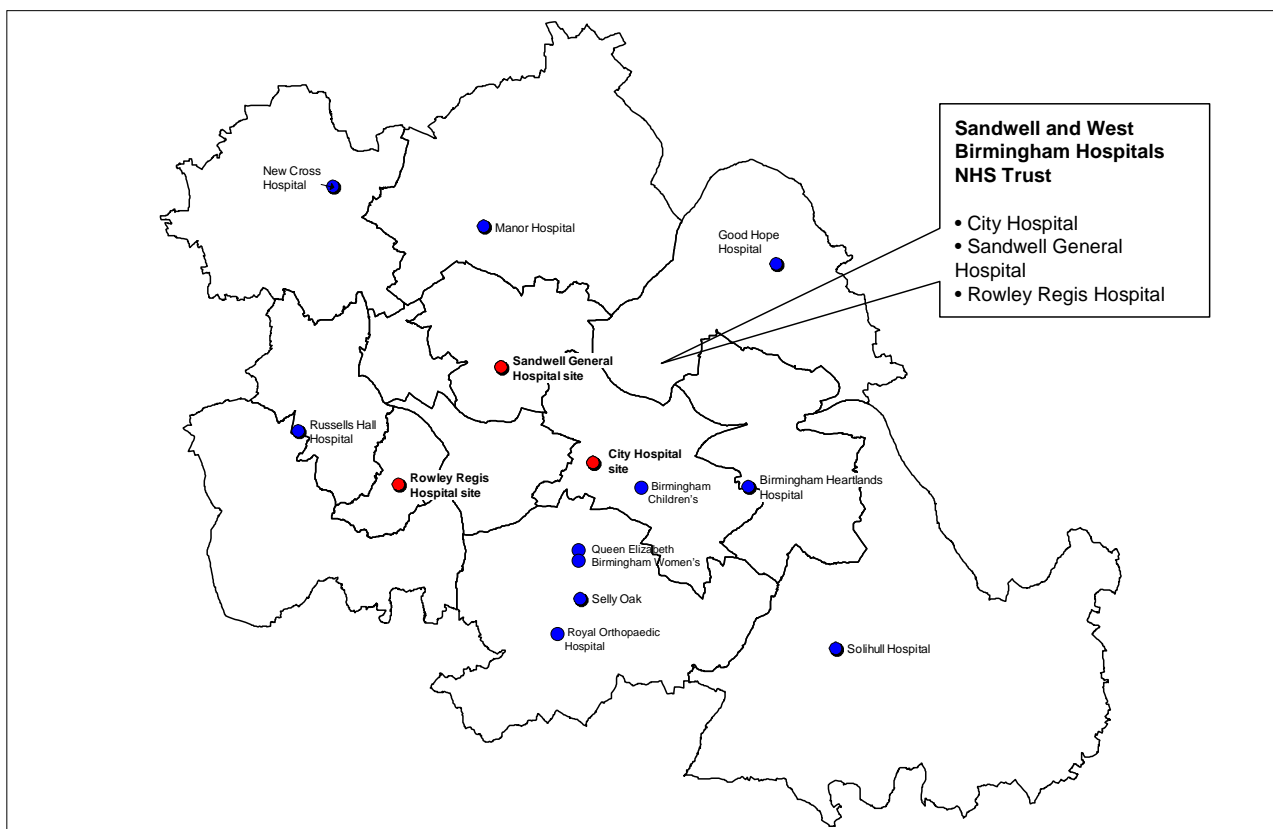 Sandwell and West
Birmingham Hospitals
NHS Trust
• City Hospital
• Sandwell General
Hospital
• Rowley Regis Hospital
New Cross
Hospital
Manor Hospital
Good Hope
Hospital
Sandwell General
Hospital site
Russells Hall
Hospital
City Hospital
site
Rowley Regis
Hospital site
Birmingham
Children's
Birmingham Heartlands
Hospital
Queen Elizabeth
Birmingham Women's
Selly Oak
Royal Orthopaedic
Hospital
Solihull Hospital